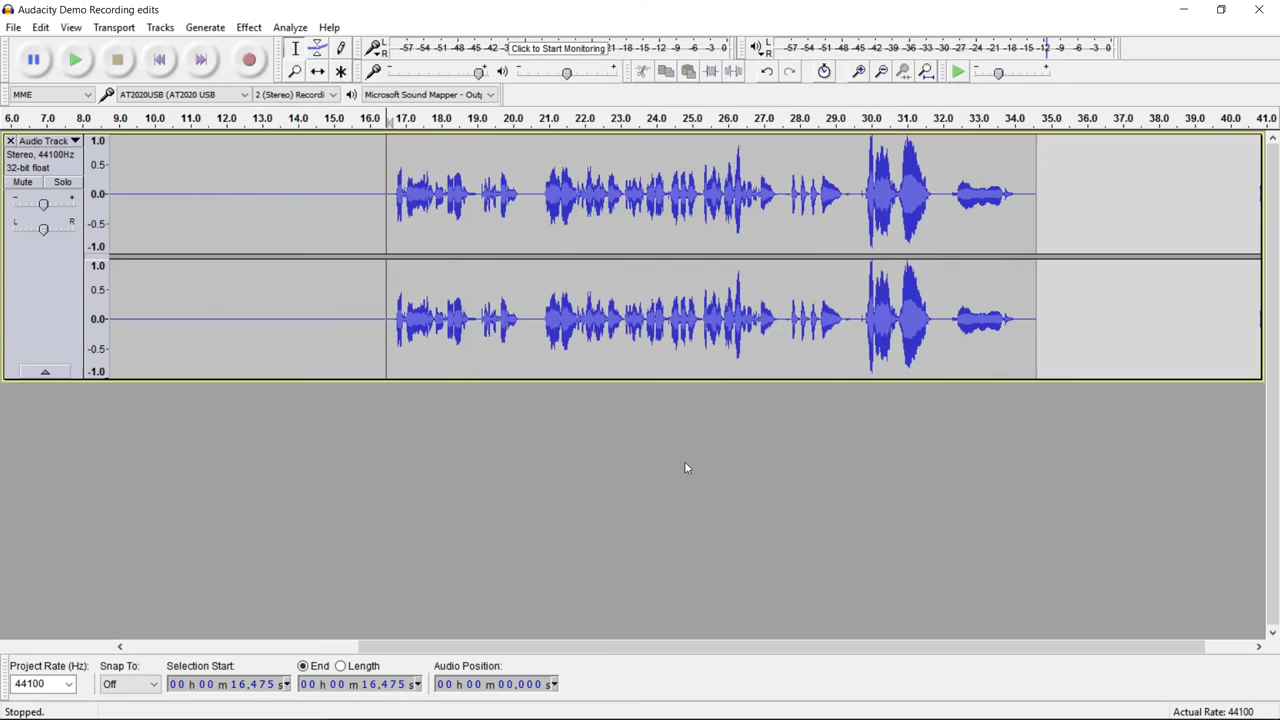 Audacity Demo Recording edits
File Edit View Transport Tracks Generate Effect Analyze Help
L R -57 -54 -51 -48 -45 -42 -3 Click to Start Monitoring 21 -18 -15 -12 -9 -6 -3 0 L R -57 -54 -51 -48 -45 -42 -39 -36 -33 -30 -27 -24 -21 -18 -15 -12 -9 -6 -3 0
- + - + - +
MME AT2020USB (AT2020 USB 2 (Stereo) Recordi Microsoft Sound Mapper - Outp
6.0 7.0 8.0 9.0 10.0 11.0 12.0 13.0 14.0 15.0 16.0 17.0 18.0 19.0 20.0 21.0 22.0 23.0 24.0 25.0 26.0 27.0 28.0 29.0 30.0 31.0 32.0 33.0 34.0 35.0 36.0 37.0 38.0 39.0 40.0 41.0
Audio Track 1.0
Stereo, 44100Hz
32-bit float 0.5-
Mute Solo
- + 0.0-
L R -0.5-
-1.0
1.0
0.5-
0.0-
-0.5-
-1.0
Project Rate (Hz): Snap To: Selection Start: End Length Audio Position:
44100 Off 00 h 00 m 16.475 s 00 h 00 m 16.475 s 00 h 00 m 00.000 s
Stopped. Actual Rate: 44100